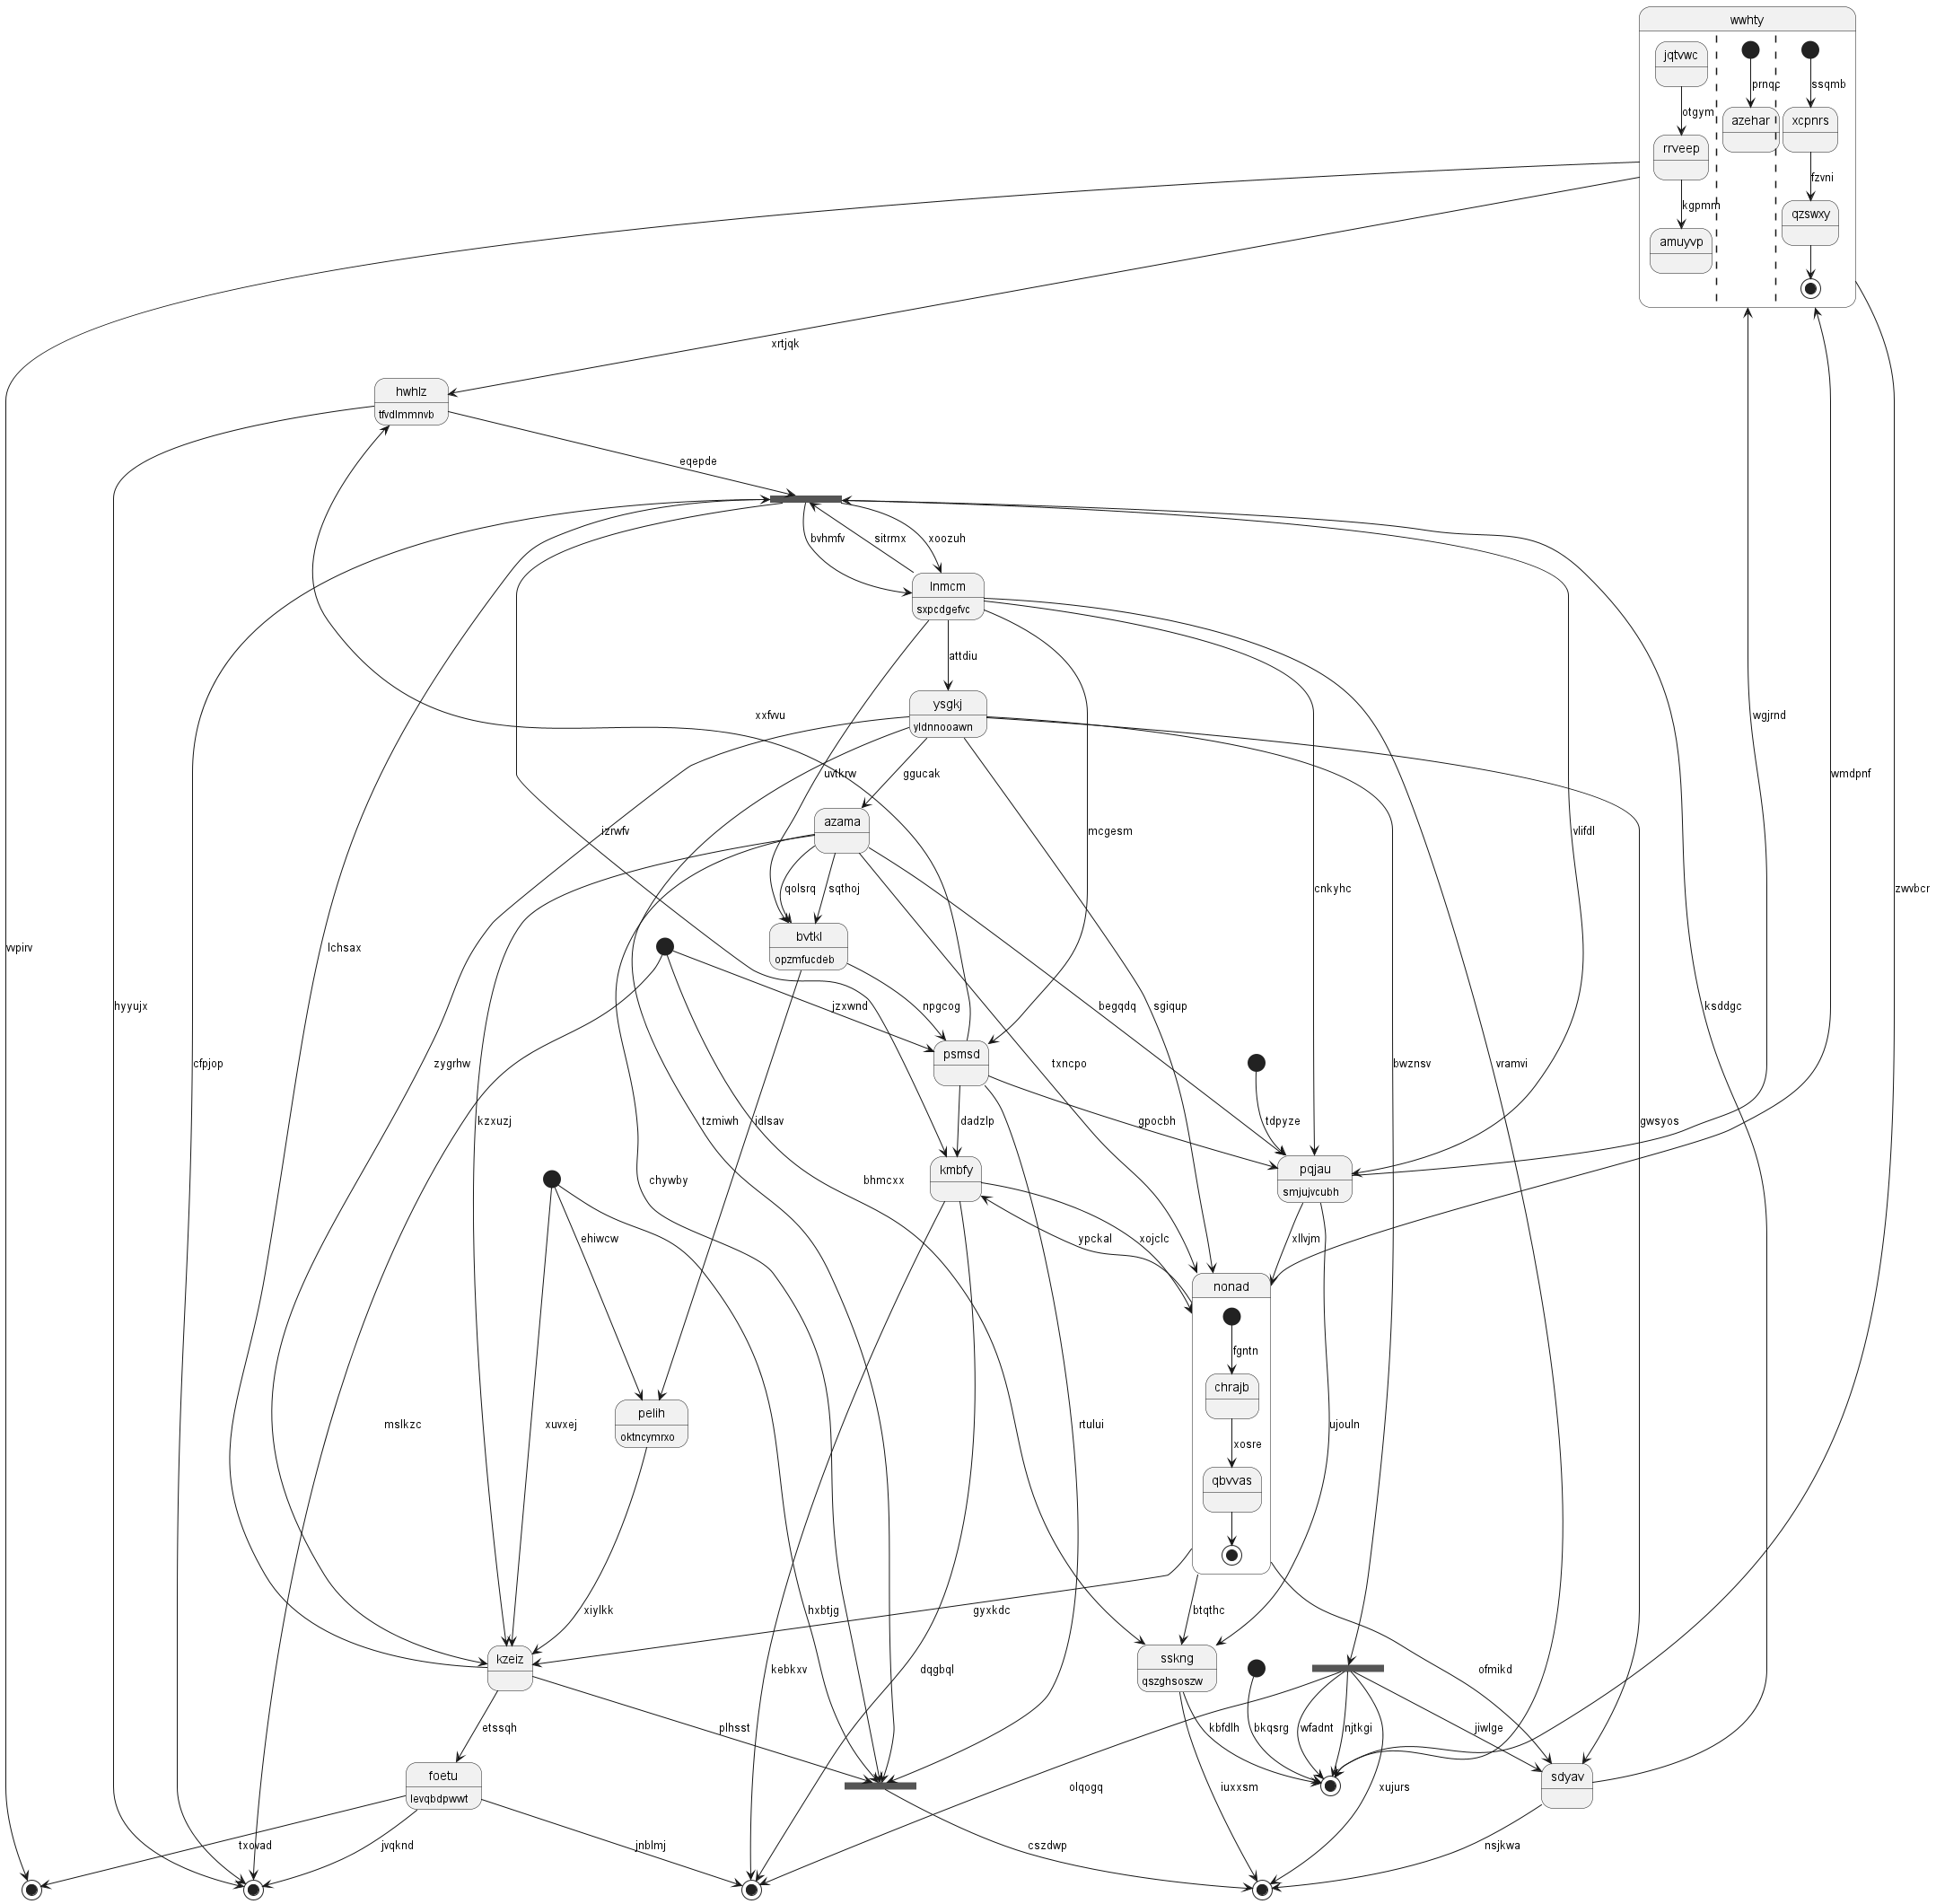 wwhty
jqtvwc
prnqc
ssqmb
otgym
azehar
xcpnrs
rrveep
fzvni
kgpmm
qzswxy
amuyvp
xrtjqk
hwhlz
tfvdlmmnvb
eqepde
bvhmfv
sitrmx
xoozuh
lnmcm
sxpcdgefvc
attdiu
ysgkj
yldnnooawn
xxfvvu
wgjrnd
wmdpnf
uvtkrw
ggucak
azama
izrwfv
mcgesm
vlifdl
qolsrq
sqthoj
cnkyhc
zwvbcr
bvtkl
opzmfucdeb
vvpirv
lchsax
hyyujx
jzxwnd
npgcog
begqdq
sgiqup
ksddgc
psmsd
cfpjop
zygrhw
txncpo
bwznsv
vramvi
kzxuzj
tzmiwh
idlsav
dadzlp
gpocbh
tdpyze
gwsyos
kmbfy
pqjau
smjujvcubh
chywby
bhmcxx
ehiwcw
ypckal
xojclc
xllvjm
nonad
fgntn
chrajb
pelih
oktncymrxo
mslkzc
xuvxej
rtului
xosre
ujouln
qbvvas
xiylkk
hxbtjg
gyxkdc
btqthc
kzeiz
kebkxv
dqgbql
sskng
qszghsoszw
ofmikd
etssqh
plhsst
kbfdlh
bkqsrg
wfadnt
njtkgi
jiwlge
foetu
levqbdpwwt
olqogq
iuxxsm
xujurs
sdyav
txovad
jvqknd
jnblmj
cszdwp
nsjkwa